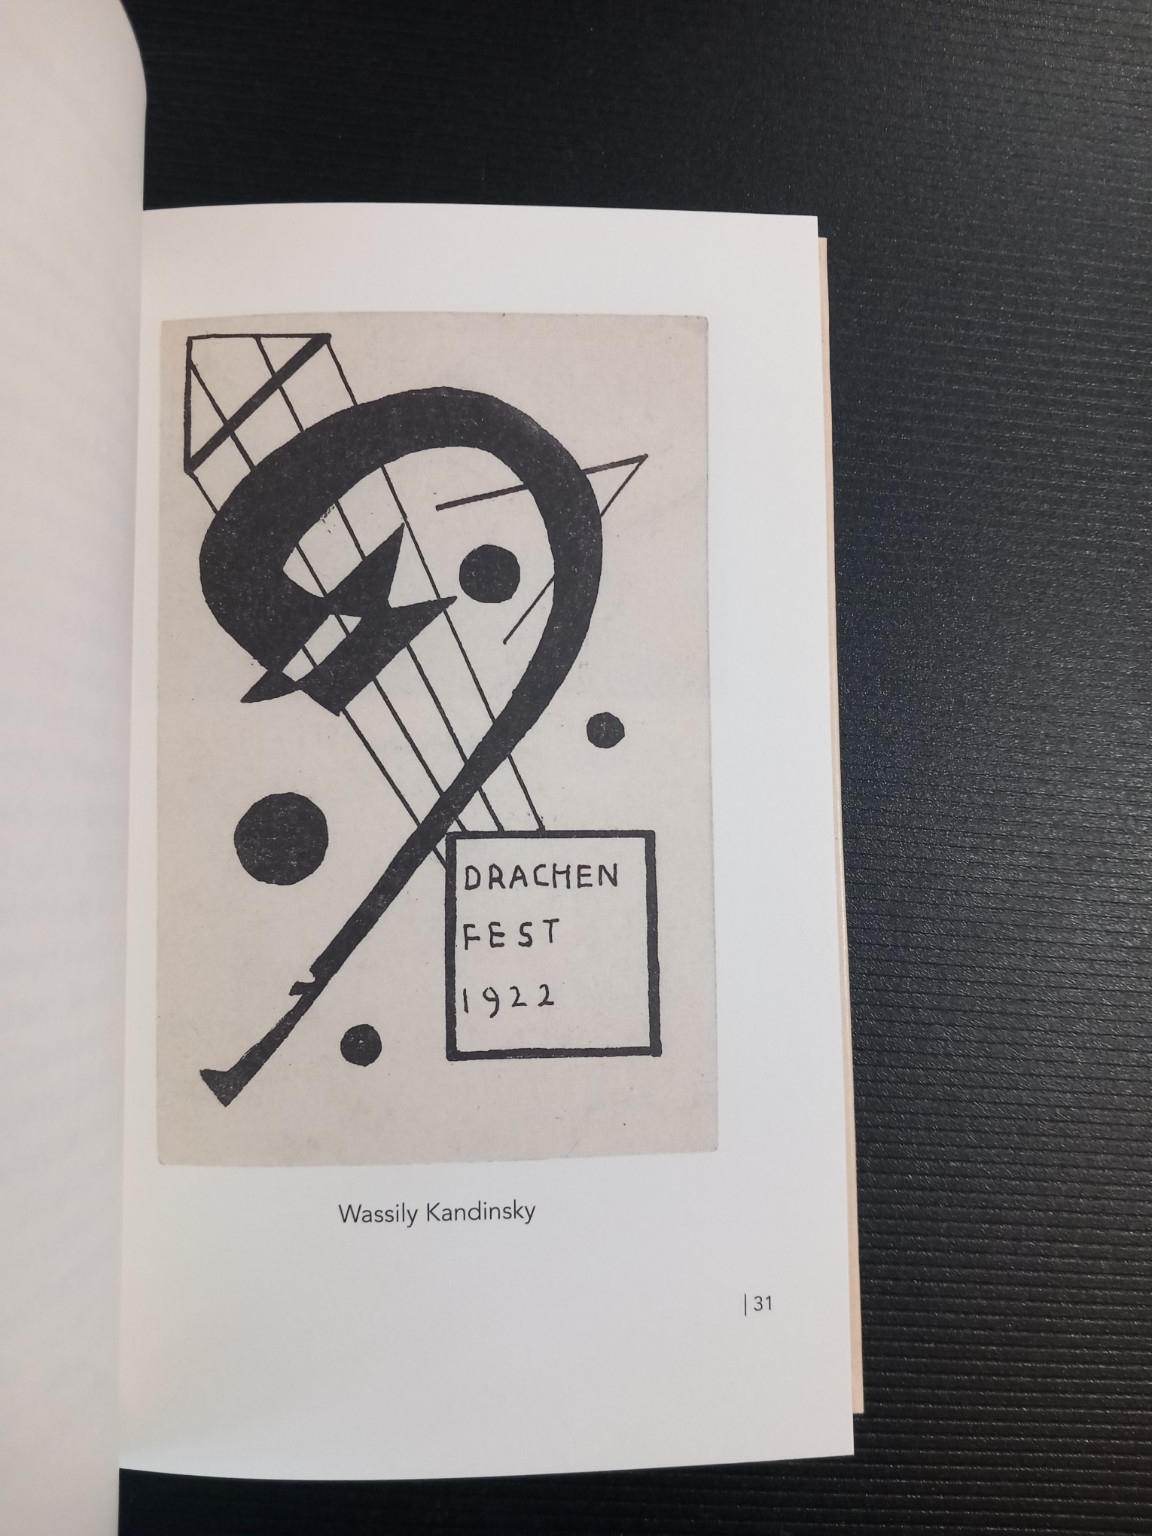 DRACHEN
FEST
1922
Wassily Kandinsky
| 31